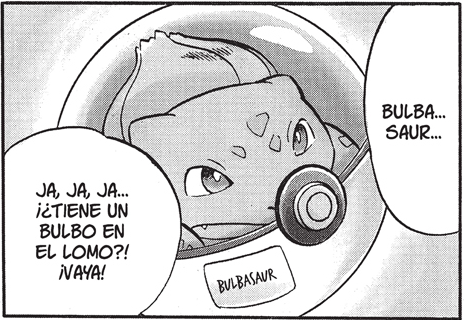 BULBA...
SAUR...
JA, JA, JA...
¡¿TIENE UN
BULBO EN
EL LOMO?!
¡VAYA!
BULBASAUR